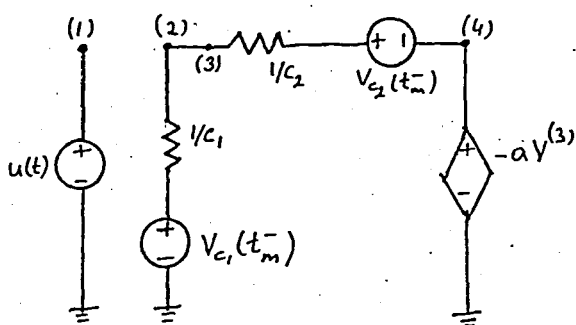 (1)
(2)
(3)
(4)
1/C₂
+ I
V_{C₂}(t_m^-)
1/C₁
u(t)
+
-
+
-
V_{C₁}(t_m^-)
+
-
-aV^{(3)}